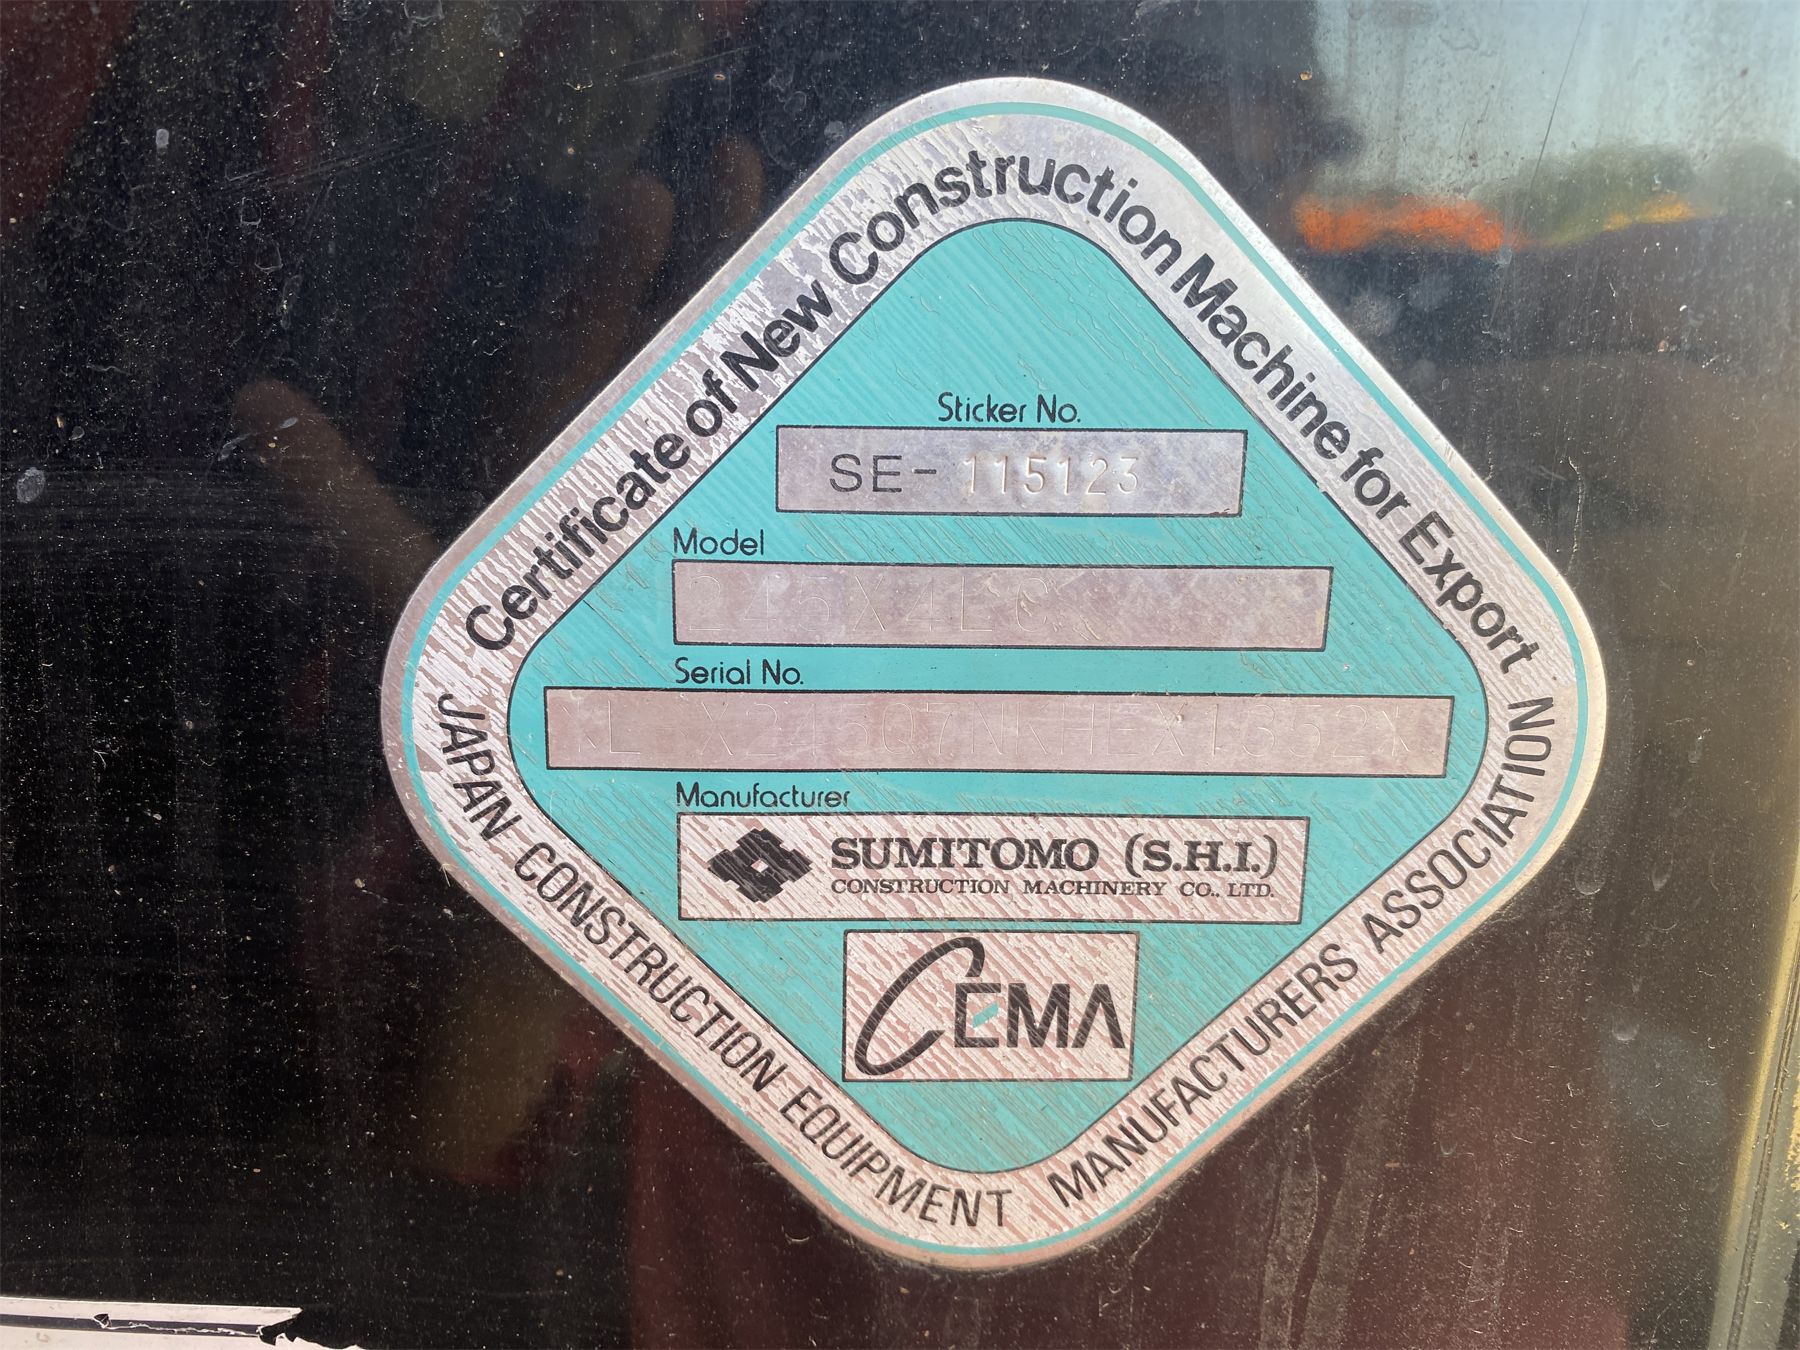 Certificate of New Construction Machine for Export
Sticker No.
SE- 115123
Model
245X4LC
Serial No.
Manufacturer
SUMITOMO (S.H.I.)
CONSTRUCTION MACHINERY CO., LTD.
CEMA
JAPAN CONSTRUCTION EQUIPMENT MANUFACTURERS ASSOCIATION